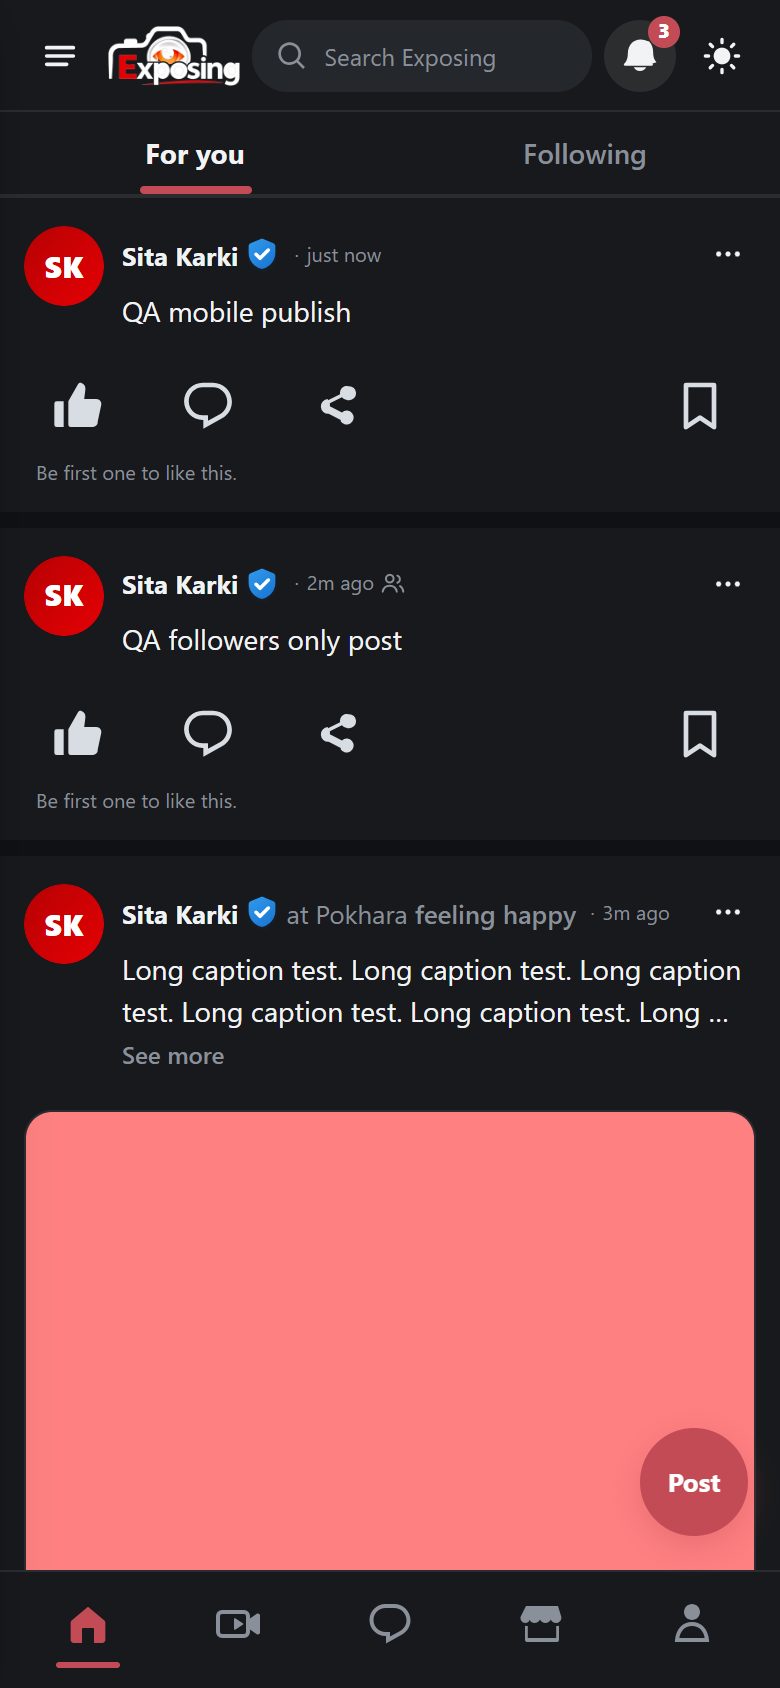 Exposing
Search Exposing
3
For you
Following
SK
Sita Karki
· just now
QA mobile publish
Be first one to like this.
SK
Sita Karki
· 2m ago
QA followers only post
Be first one to like this.
SK
Sita Karki at Pokhara feeling happy · 3m ago
Long caption test. Long caption test. Long caption
test. Long caption test. Long caption test. Long ...
See more
Post